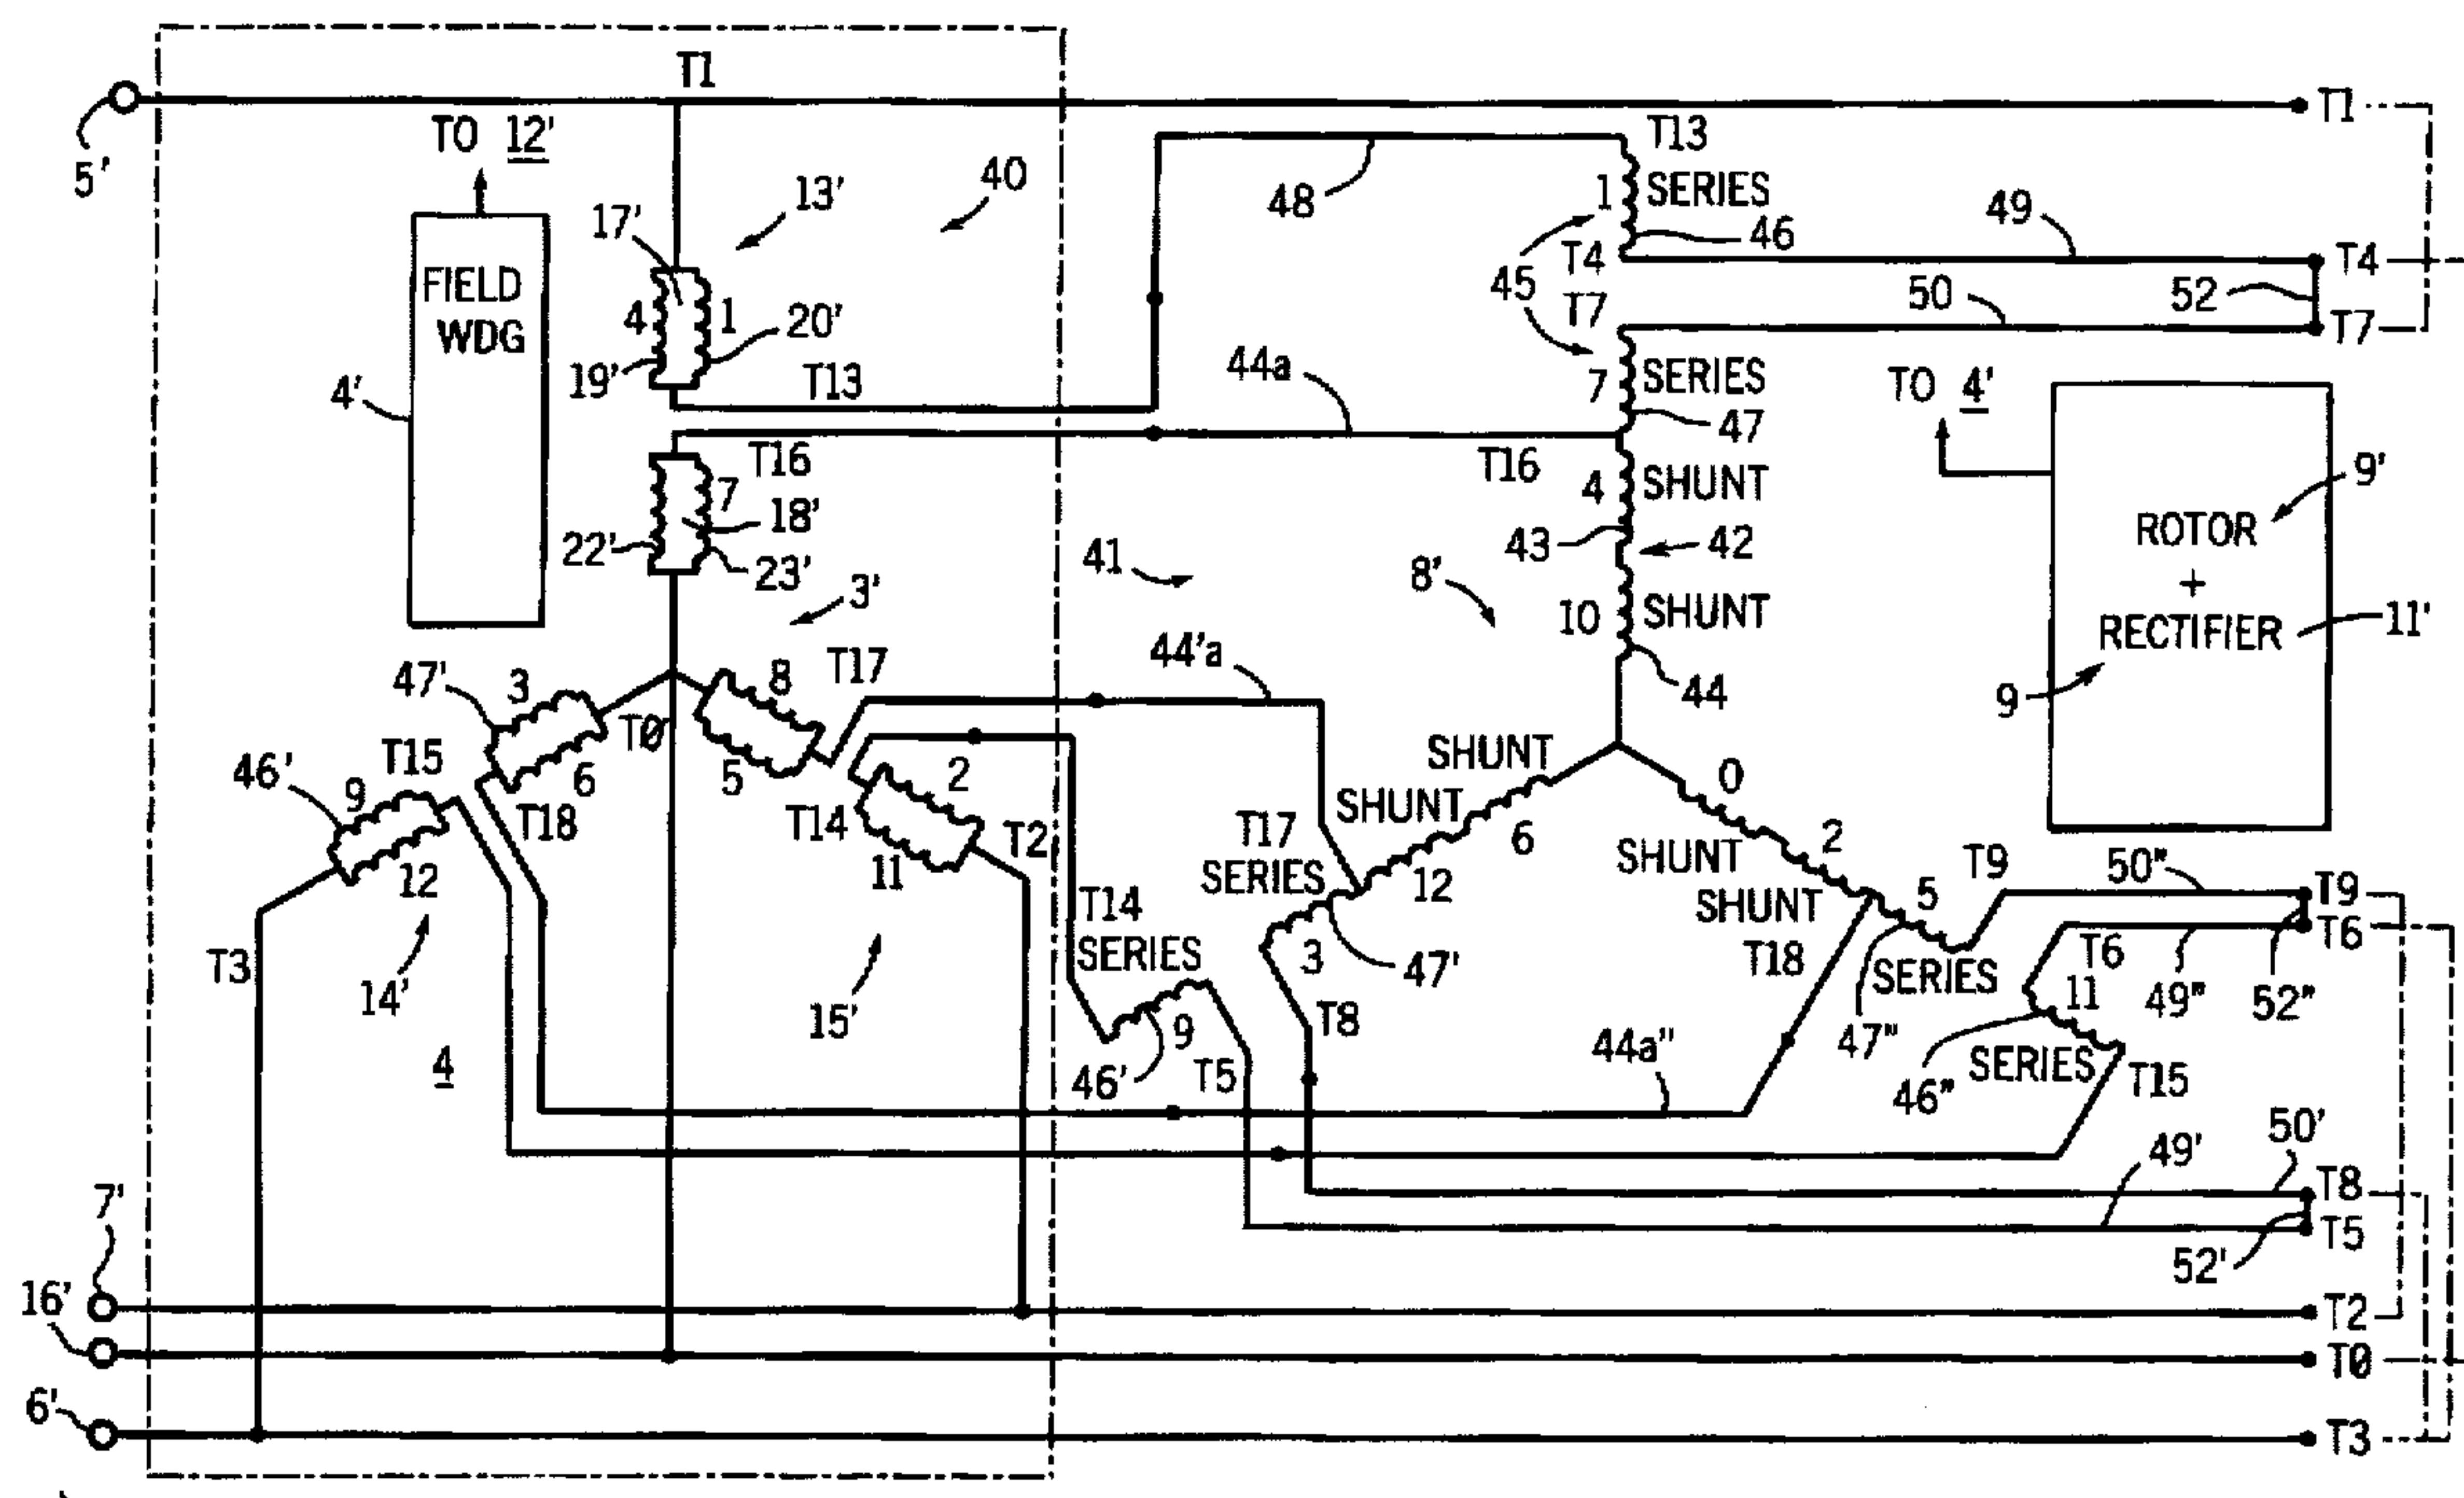 T1
T1
5'
TO 12'
13'
40
T13
1
SERIES
48
46
49
T4
T4
17'
FIELD
WDG
4
1
20'
19'
T13
4'
45
T7
50
52
T7
44a
7
SERIES
47
TO 4'
T16
T16
4
SHUNT
9'
7
18'
22'
23'
43
42
ROTOR
+
RECTIFIER
11'
41
8'
10
SHUNT
3'
44
9
47'
3
T0
8
T17
44'a
SHUNT
0
46'
9
T15
6
5
2
T14
T18
SHUNT
6
T17
SERIES
12
SHUNT
2
T9
50"
T9
12
11
T2
T14
SERIES
SHUNT
5
T6
T6
T3
14'
15'
3
47'
T18
SERIES
11
49"
52"
4
46'
9
T5
T8
44a"
47"
46"
SERIES
T15
50'
49'
T8
T5
52'
7'
16'
T2
T0
6'
T3